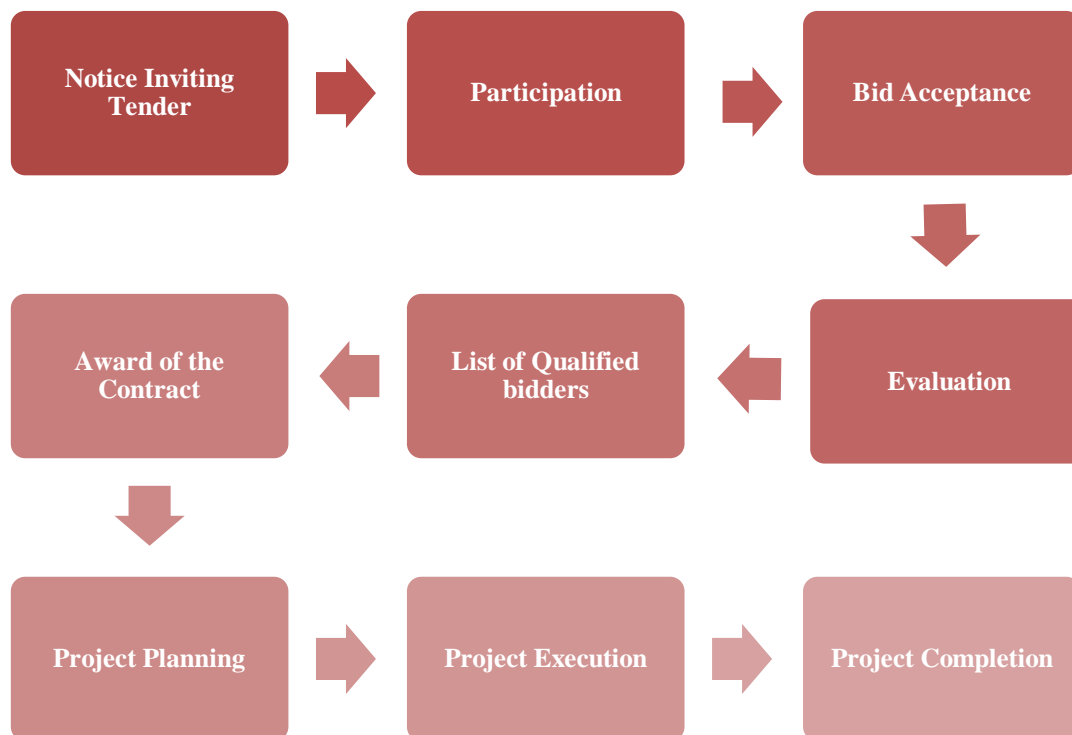 Notice Inviting
Tender
Participation
Bid Acceptance
Evaluation
List of Qualified
bidders
Award of the
Contract
Project Planning
Project Execution
Project Completion